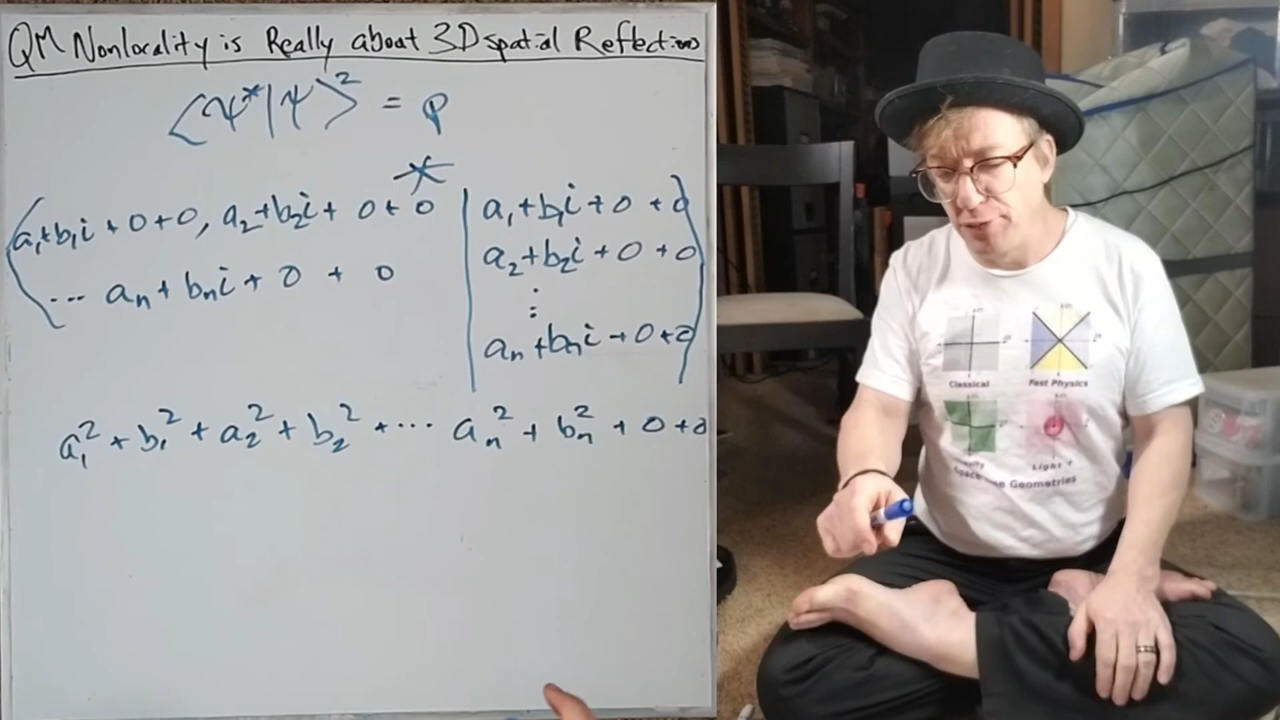 QM Nonlocality is Really about 3D spatial Reflections
<ψ*|ψ>² = P
*
(a₁+b₁i+0+0, a₂+b₂i+0+0 | a₁+b₁i+0+0
a₂+b₂i+0+0
... aₙ+bₙi+0+0
:
aₙ+bₙi+0+0)
a₁²+b₁²+a₂²+b₂²+... aₙ²+bₙ²+0+0
Classical
Fast Physics
Light ?
Geometries